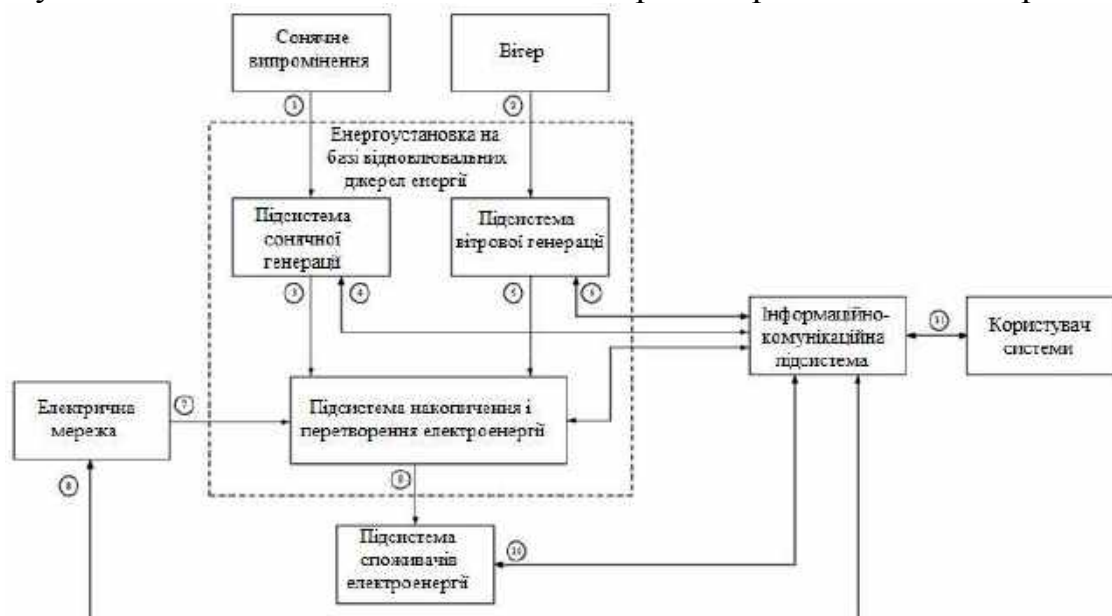 Сонячне
випромінення
Вітер
1
2
Енергоустановка на
базі відновлювальних
джерел енергії
Підсистема
сонячної
генерації
Підсистема
вітрової генерації
3
4
5
6
Інформаційно-
комунікаційна
підсистема
11
Користувач
системи
Електрична
мережа
7
Підсистема накопичення і
перетворення електроенергії
8
9
Підсистема
споживачів
електроенергії
10